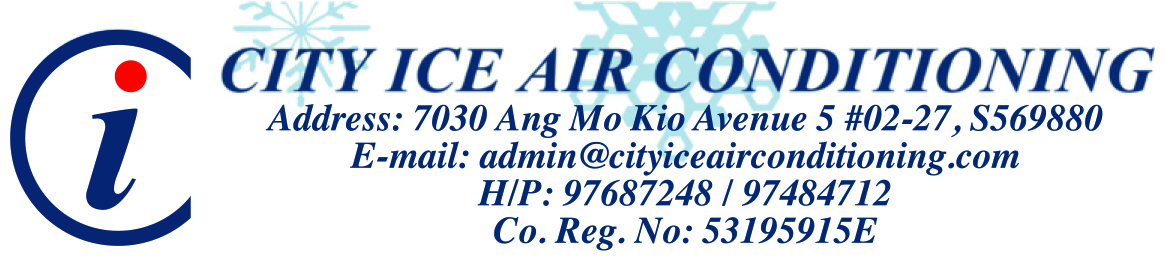 i
CITY ICE AIR CONDITIONING
Address: 7030 Ang Mo Kio Avenue 5 #02-27, S569880
E-mail: admin@cityiceairconditioning.com
H/P: 97687248 / 97484712
Co. Reg. No: 53195915E